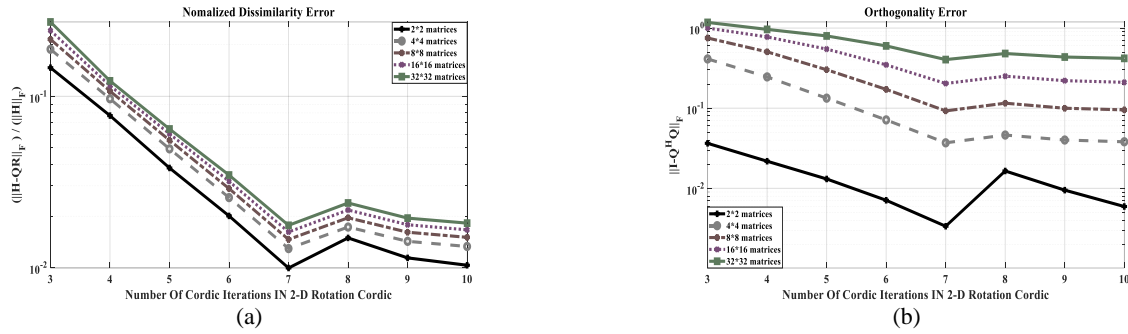 Nomalized Dissimilarity Error
(||H-QR||F ) / (||H||F)
10-1
10-2
2*2 matrices
4*4 matrices
8*8 matrices
16*16 matrices
32*32 matrices
3 4 5 6 7 8 9 10
Number Of Cordic Iterations IN 2-D Rotation Cordic
(a)
Orthogonality Error
||I-QHQ||F
100
10-1
10-2
2*2 matrices
4*4 matrices
8*8 matrices
16*16 matrices
32*32 matrices
3 4 5 6 7 8 9 10
Number Of Cordic Iterations IN 2-D Rotation Cordic
(b)